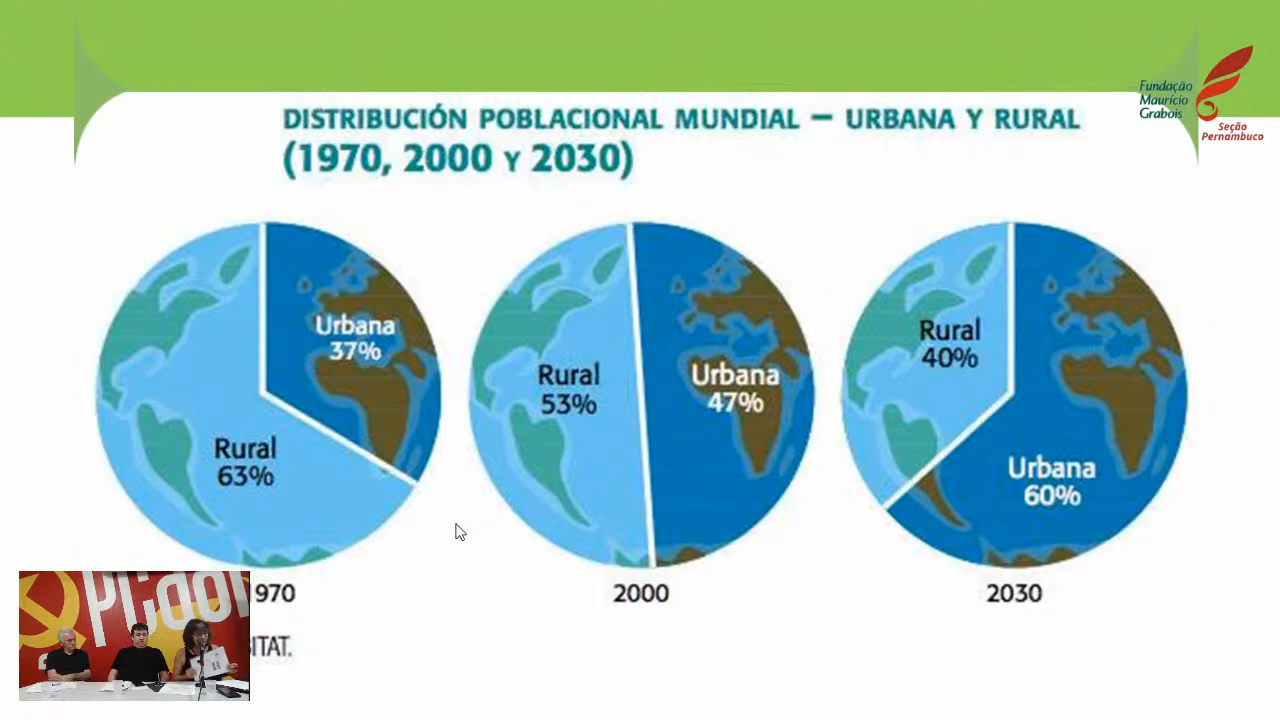 Fundação
Maurício
Grabois
Seção
Pernambuco
DISTRIBUCIÓN POBLACIONAL MUNDIAL – URBANA Y RURAL
(1970, 2000 Y 2030)
Urbana
37%
Rural
63%
Rural
53%
Urbana
47%
Rural
40%
Urbana
60%
970
2000
2030
ITAT.
PCdoB